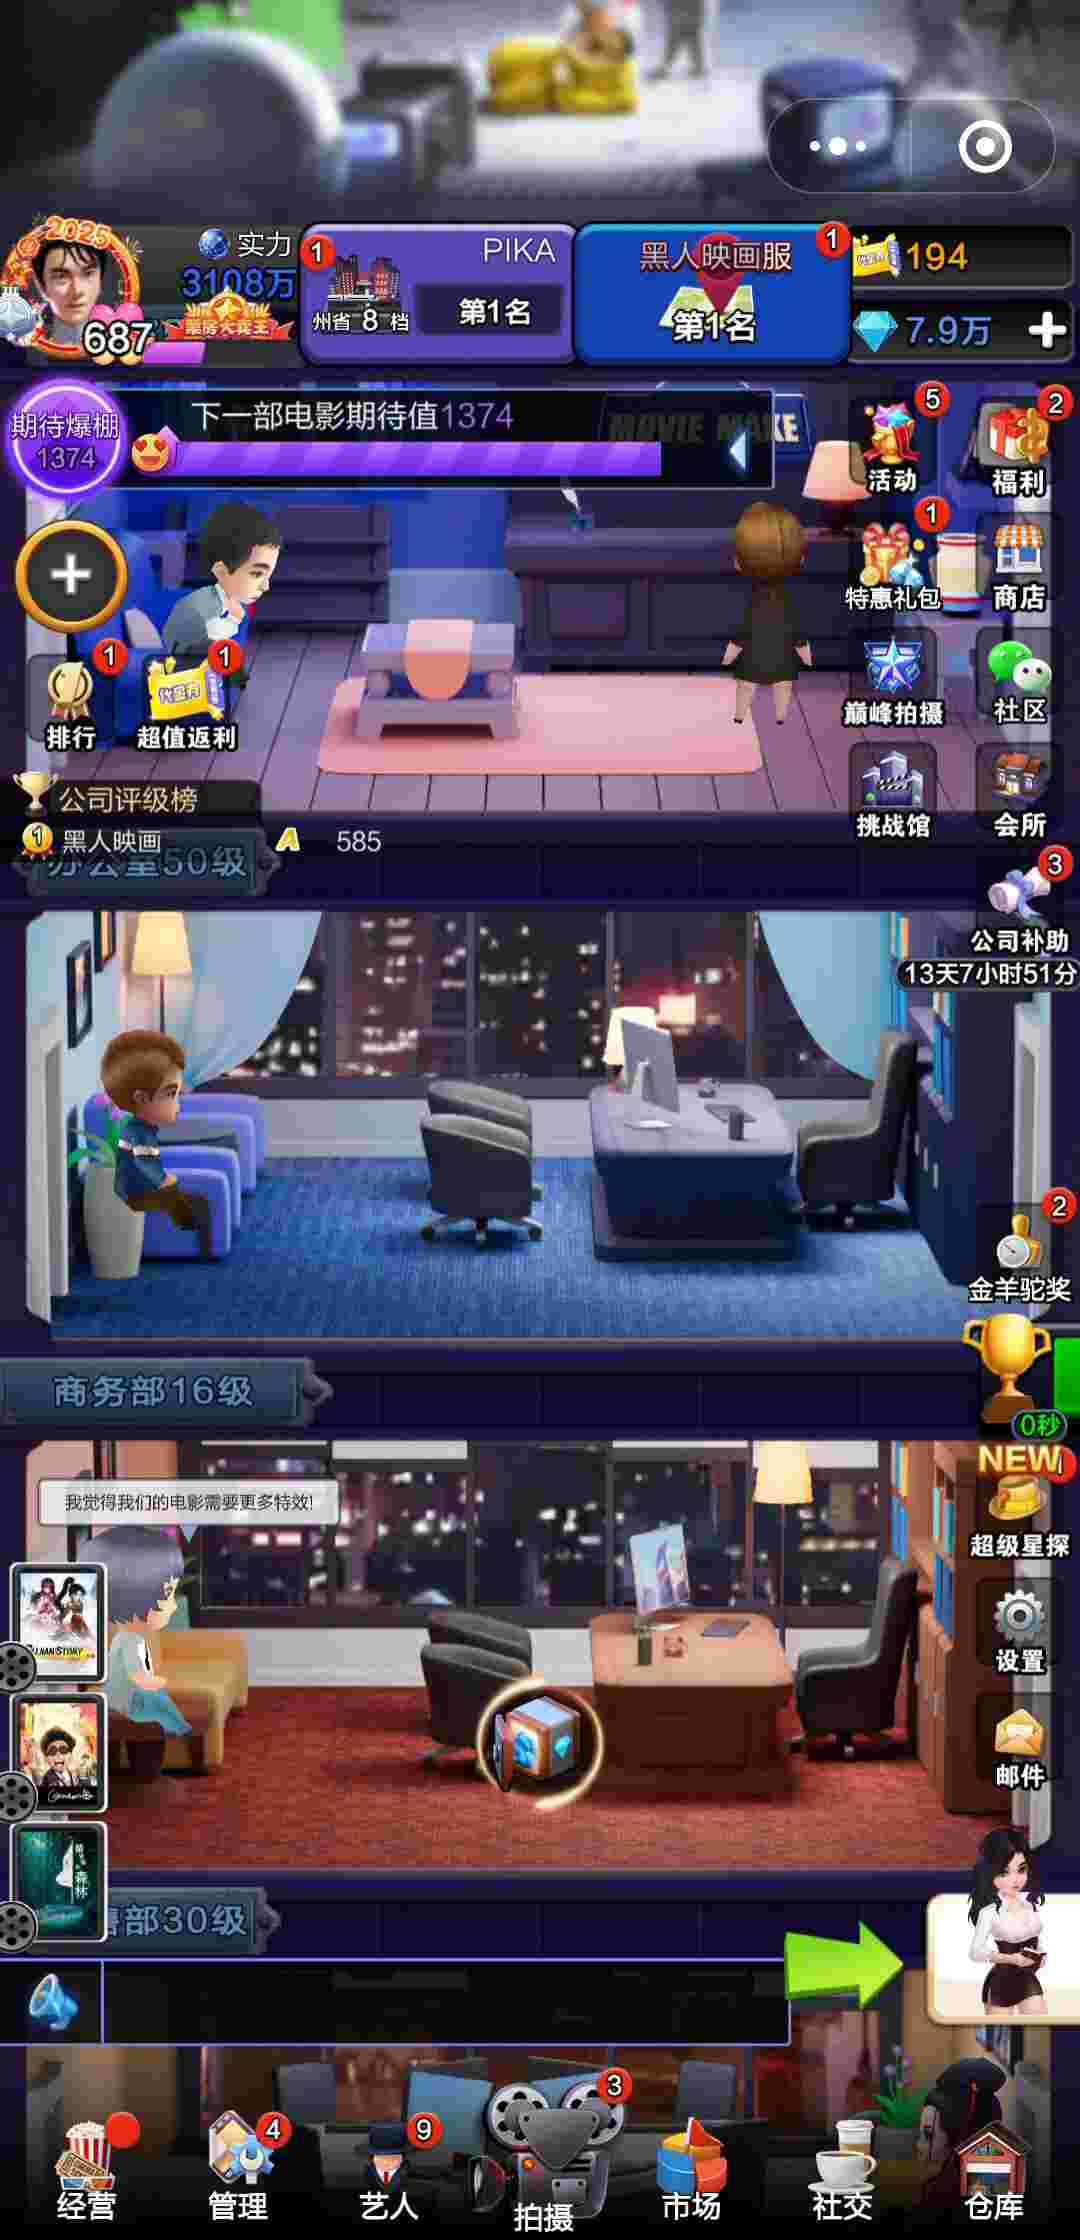 2025
实力
3108万
票房大赏王
687
1
PIKA
州省 8 档
第1名
黑人映画服
1
第1名
代金券
194
7.9万
期待爆棚
1374
下一部电影期待值1374
MOVIE MAKE
5
活动
2
福利
1
特惠礼包
商店
1
排行
1
代金券
超值返利
巅峰拍摄
社区
挑战馆
会所
公司评级榜
1
黑人映画
A
585
办公室50级
3
公司补助
13天7小时51分
2
金羊驼奖
商务部16级
0秒
NEW
超级星探
我觉得我们的电影需要更多特效!
设置
邮件
森林
部30级
经营
4
管理
9
艺人
3
拍摄
市场
社交
仓库